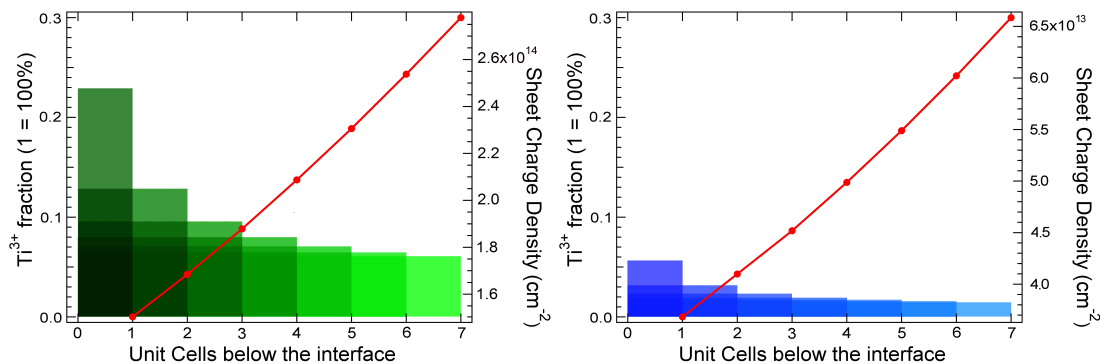 0.3
0.2
0.1
0.0
Ti3+ fraction (1 = 100%)
0 1 2 3 4 5 6 7
Unit Cells below the interface
2.6x10^14
2.4
2.2
2.0
1.8
1.6
Sheet Charge Density (cm^-2)
0.3
0.2
0.1
0.0
Ti3+ fraction (1 = 100%)
0 1 2 3 4 5 6 7
Unit Cells below the interface
6.5x10^13
6.0
5.5
5.0
4.5
4.0
Sheet Charge Density (cm^-2)